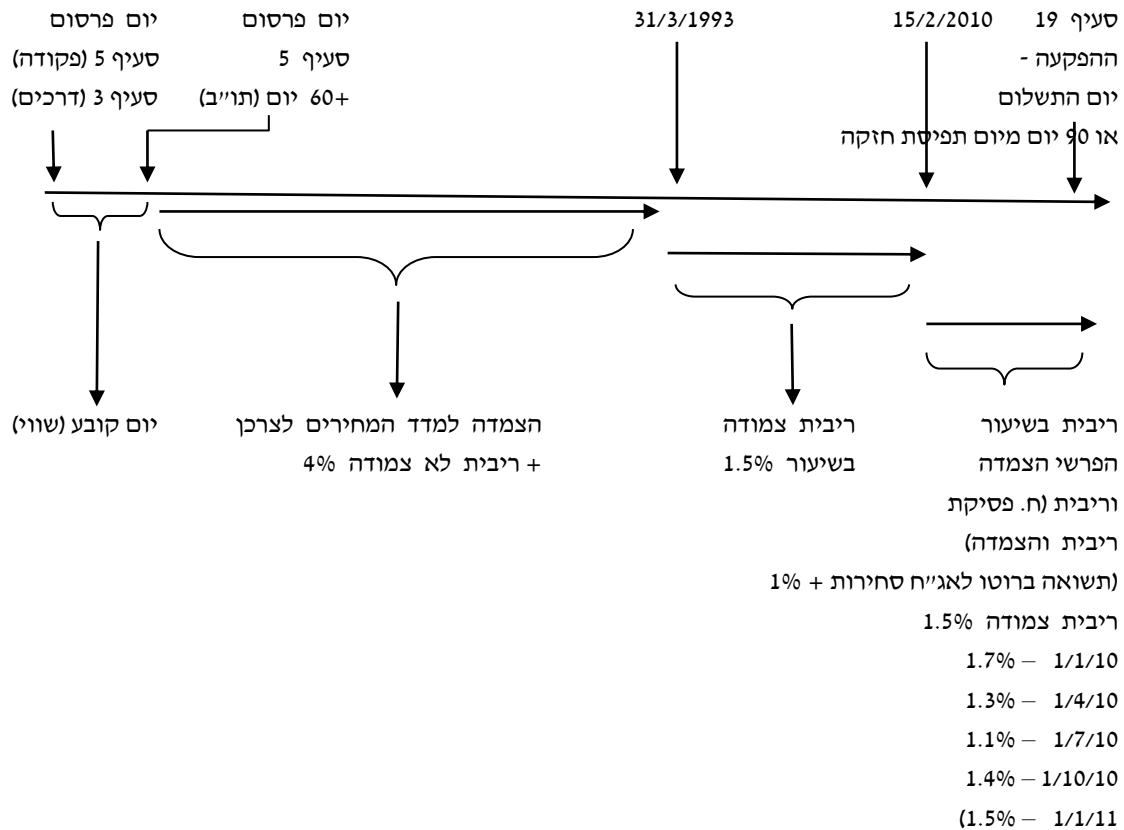 סעיף 19
ההפקעה -
יום התשלום
או 90 יום מיום תפיסת חזקה
15/2/2010
31/3/1993
יום פרסום
סעיף 5
+60 יום (תו"ב)
יום פרסום
סעיף 5 (פקודה)
סעיף 3 (דרכים)
ריבית בשיעור
הפרשי הצמדה
וריבית (ח. פסיקת
ריבית והצמדה)
(תשואה ברוטו לאג"ח סחירות + 1%
ריבית צמודה 1.5%
1/1/10 – 1.7%
1/4/10 – 1.3%
1/7/10 – 1.1%
1/10/10 – 1.4%
1/1/11 – 1.5%)
ריבית צמודה
בשיעור 1.5%
הצמדה למדד המחירים לצרכן
+ ריבית לא צמודה 4%
יום קובע (שווי)